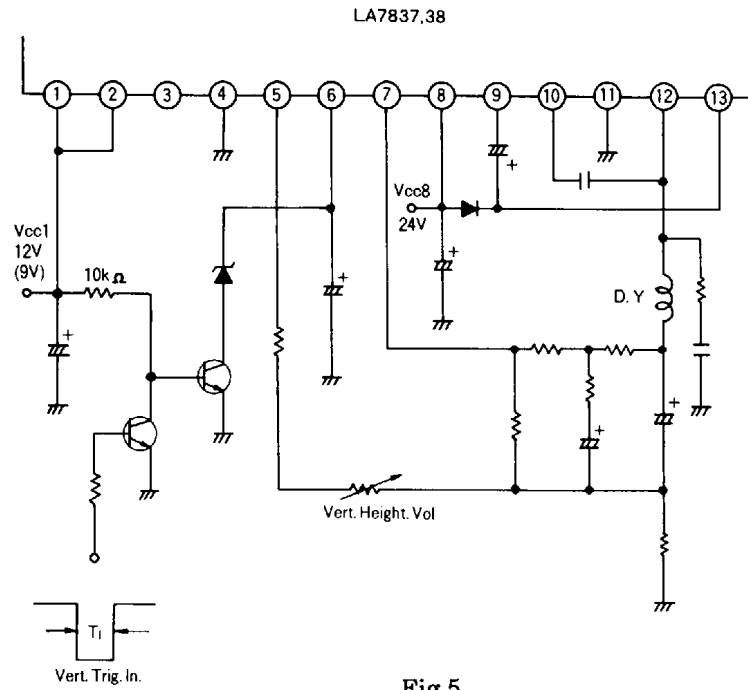 LA7837,38
1 2 3 4 5 6 7 8 9 10 11 12 13
Vcc8
24V
Vcc1
12V
(9V)
10kΩ
+
+
+
+
+
+
D. Y
Vert. Height. Vol
T1
Vert. Trig. In.
Fig.5